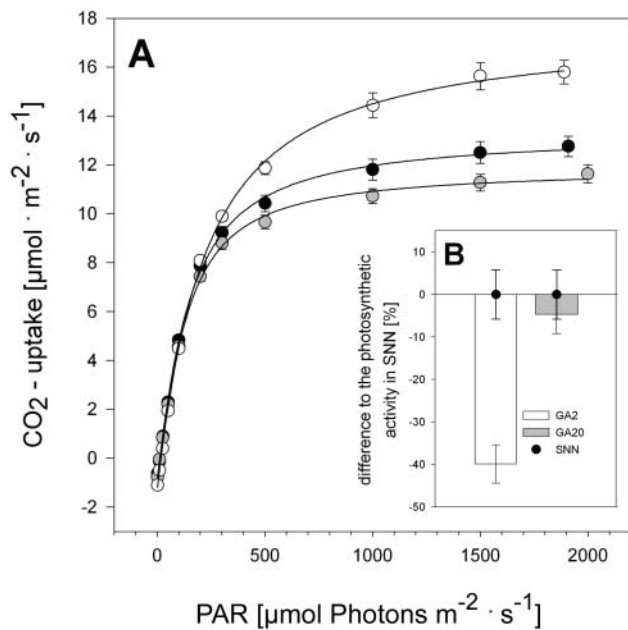 A
18
16
14
12
10
8
6
4
2
0
-2
CO2 - uptake [µmol · m-2 · s-1]
0 500 1000 1500 2000
PAR [µmol Photons m-2 · s-1]
B
10
0
-10
-20
-30
-40
-50
difference to the photosynthetic
activity in SNN [%]
GA2
GA20
SNN